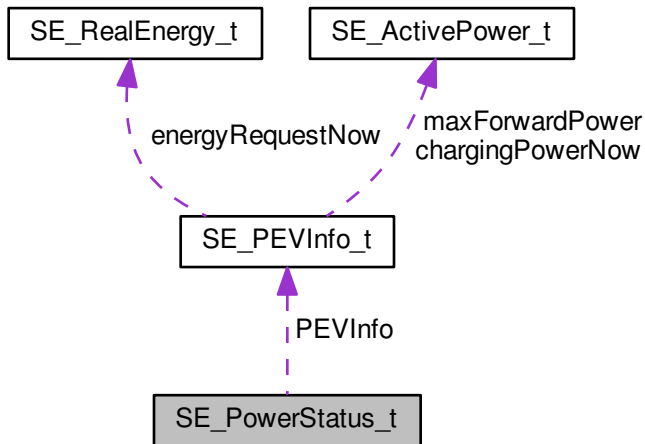 SE_RealEnergy_t
SE_ActivePower_t
energyRequestNow
maxForwardPower
chargingPowerNow
SE_PEVInfo_t
PEVInfo
SE_PowerStatus_t